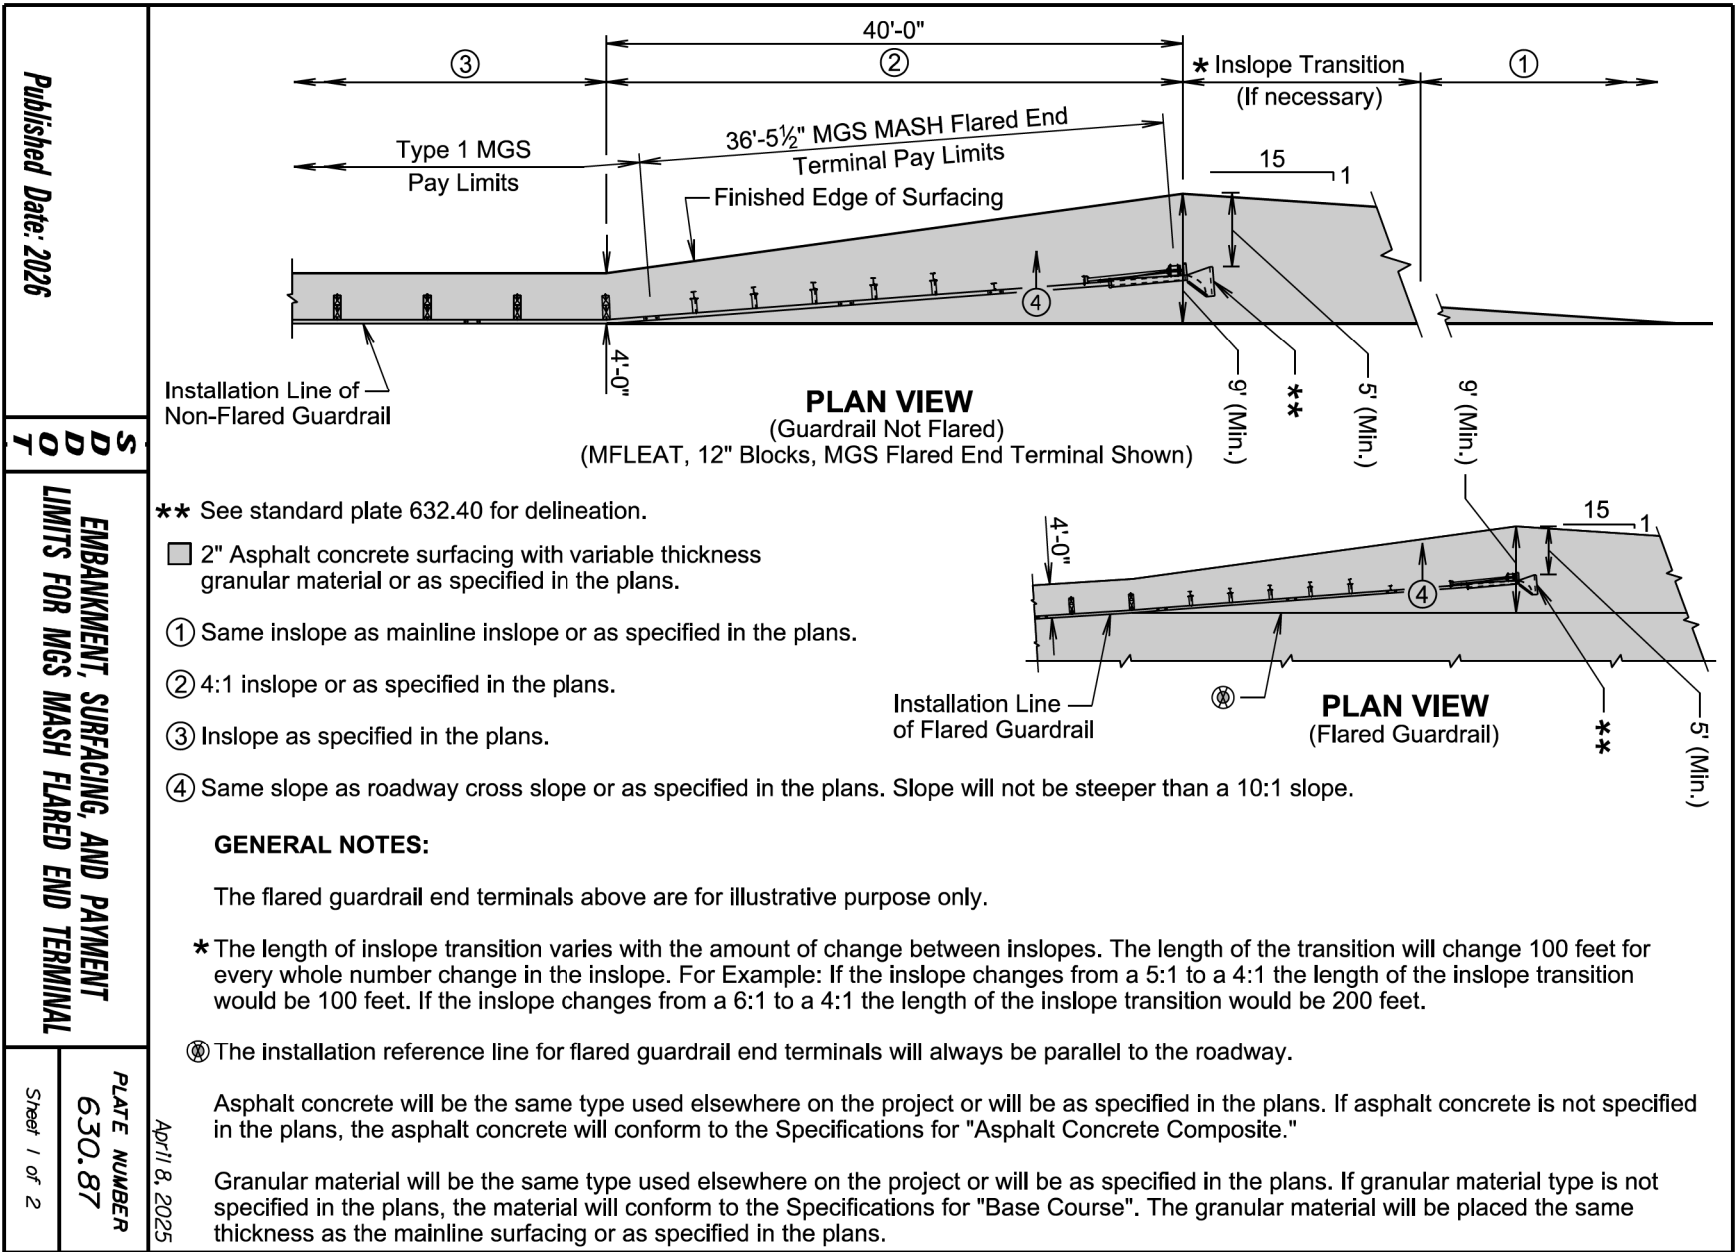 40'-0"
3
2
* Inslope Transition
(If necessary)
1
Type 1 MGS
Pay Limits
36'-5½" MGS MASH Flared End
Terminal Pay Limits
15
1
Finished Edge of Surfacing
4
Installation Line of
Non-Flared Guardrail
4'-0"
PLAN VIEW
(Guardrail Not Flared)
(MFLEAT, 12" Blocks, MGS Flared End Terminal Shown)
9' (Min.)
**
5' (Min.)
9' (Min.)
** See standard plate 632.40 for delineation.
2" Asphalt concrete surfacing with variable thickness
granular material or as specified in the plans.
1 Same inslope as mainline inslope or as specified in the plans.
2 4:1 inslope or as specified in the plans.
3 Inslope as specified in the plans.
4 Same slope as roadway cross slope or as specified in the plans. Slope will not be steeper than a 10:1 slope.
4'-0"
15
1
4
Installation Line
of Flared Guardrail
PLAN VIEW
(Flared Guardrail)
**
5' (Min.)
GENERAL NOTES:
The flared guardrail end terminals above are for illustrative purpose only.
* The length of inslope transition varies with the amount of change between inslopes. The length of the transition will change 100 feet for
every whole number change in the inslope. For Example: If the inslope changes from a 5:1 to a 4:1 the length of the inslope transition
would be 100 feet. If the inslope changes from a 6:1 to a 4:1 the length of the inslope transition would be 200 feet.
The installation reference line for flared guardrail end terminals will always be parallel to the roadway.
Asphalt concrete will be the same type used elsewhere on the project or will be as specified in the plans. If asphalt concrete is not specified
in the plans, the asphalt concrete will conform to the Specifications for "Asphalt Concrete Composite."
Granular material will be the same type used elsewhere on the project or will be as specified in the plans. If granular material type is not
specified in the plans, the material will conform to the Specifications for "Base Course". The granular material will be placed the same
thickness as the mainline surfacing or as specified in the plans.
April 8, 2025
Published Date: 2026
S
D
D
O
T
EMBANKMENT, SURFACING, AND PAYMENT
LIMITS FOR MGS MASH FLARED END TERMINAL
PLATE NUMBER
630.87
Sheet 1 of 2